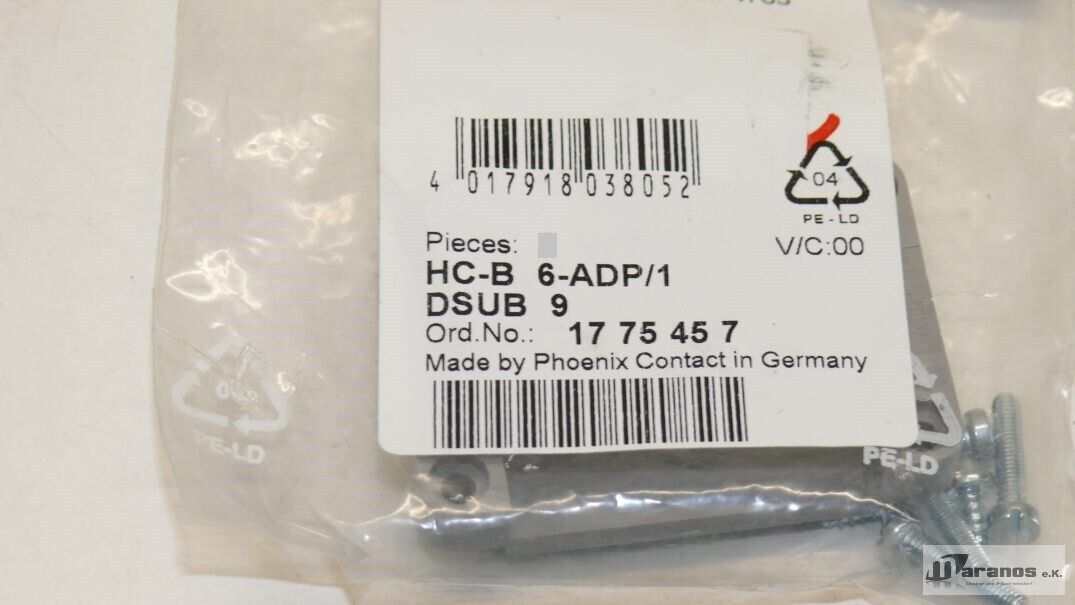 4 017918 038052
04
PE-LD
Pieces:
V/C:00
HC-B 6-ADP/1
DSUB 9
Ord.No.: 17 75 45 7
Made by Phoenix Contact in Germany
PE-LD
PE-LD
aranos e.K.